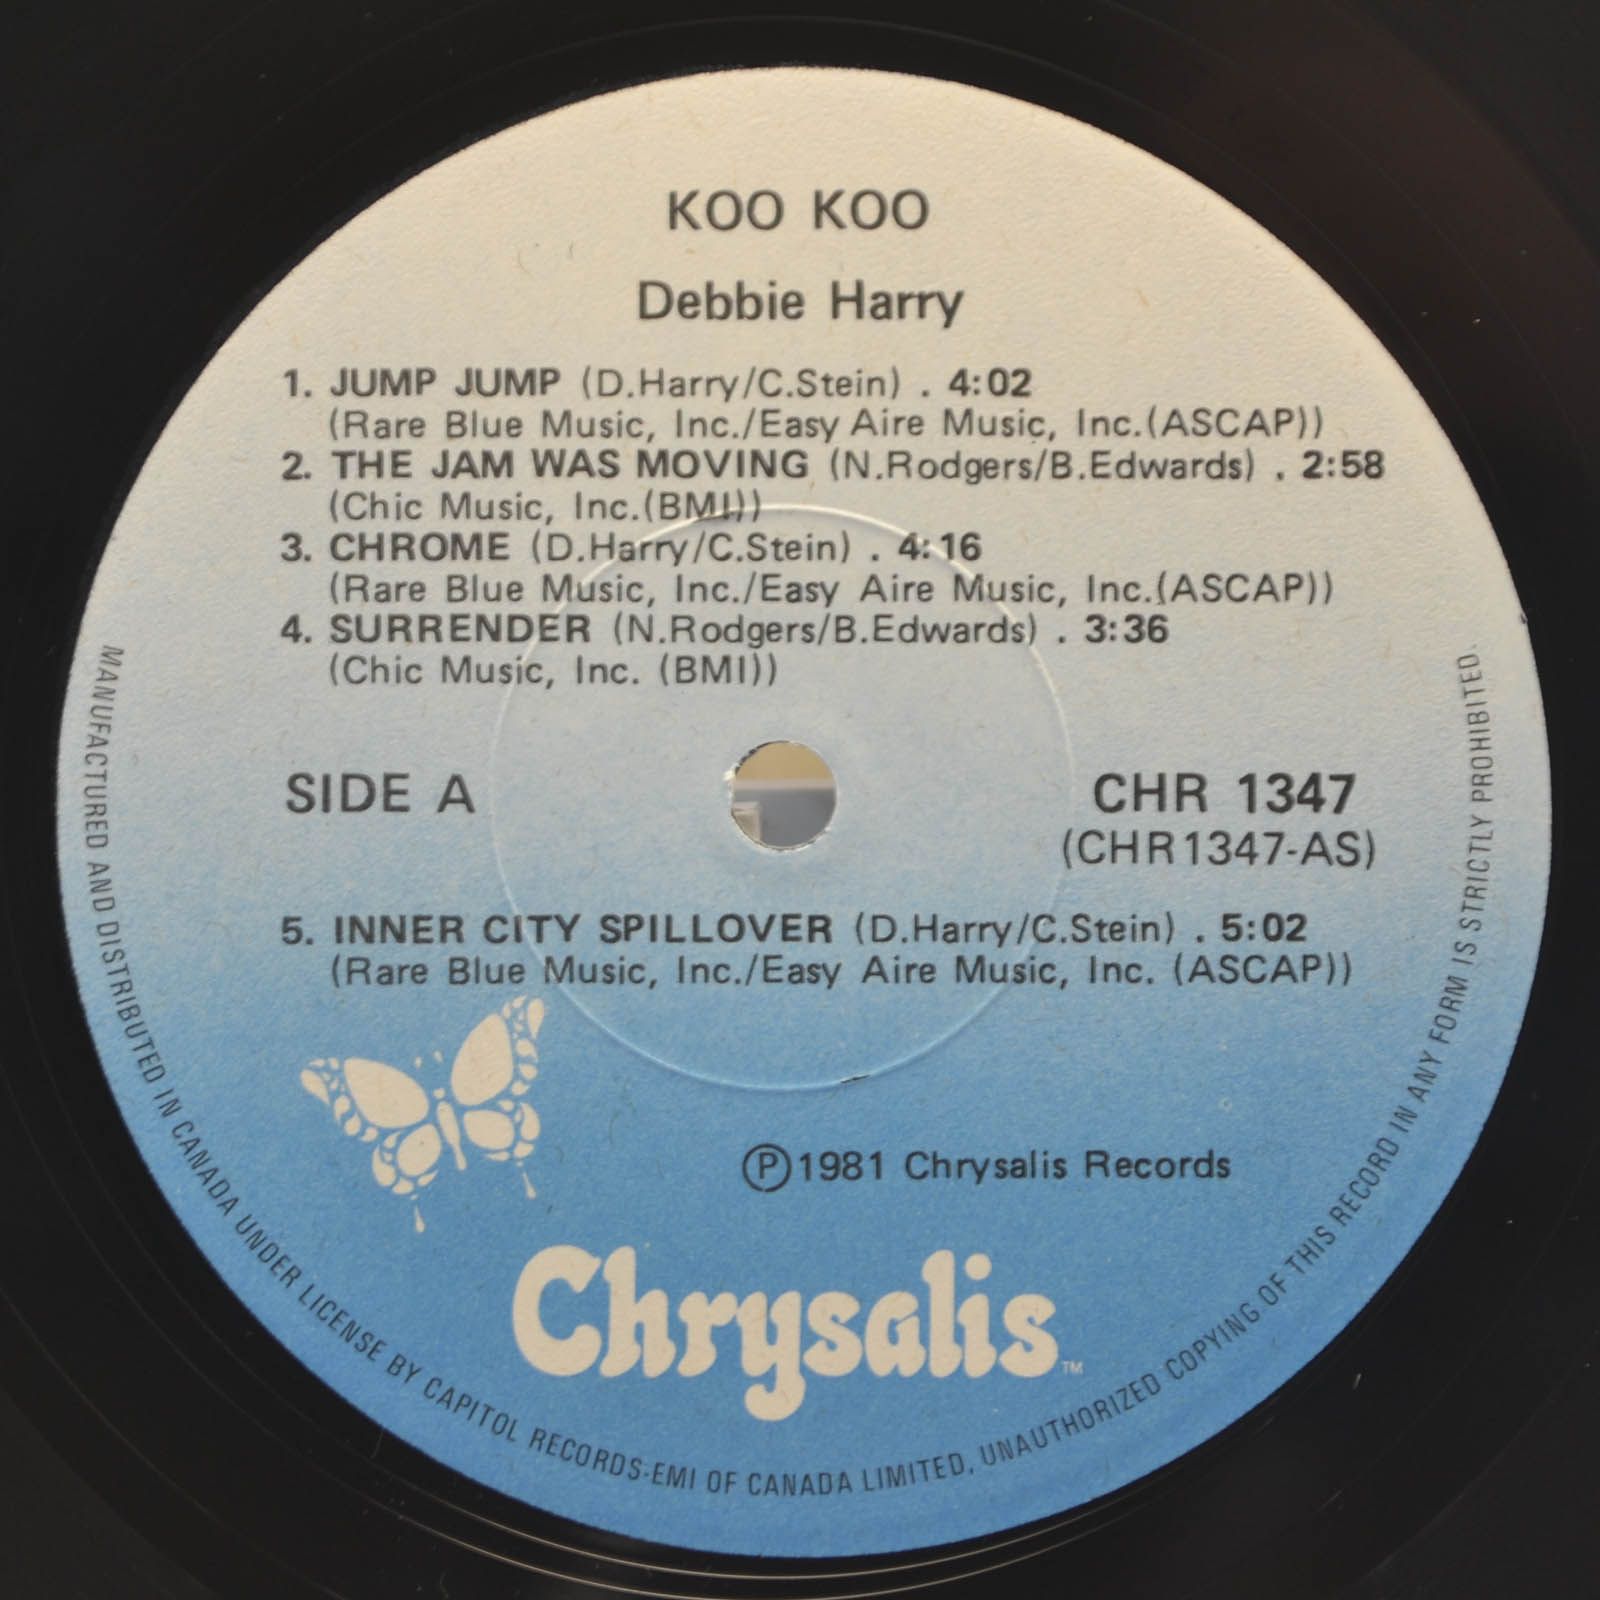 KOO KOO
Debbie Harry
1. JUMP JUMP (D.Harry/C.Stein) . 4:02
(Rare Blue Music, Inc./Easy Aire Music, Inc.(ASCAP))
2. THE JAM WAS MOVING (N.Rodgers/B.Edwards) . 2:58
(Chic Music, Inc.(BMI))
3. CHROME (D.Harry/C.Stein) . 4:16
(Rare Blue Music, Inc./Easy Aire Music, Inc.(ASCAP))
4. SURRENDER (N.Rodgers/B.Edwards) . 3:36
(Chic Music, Inc. (BMI))
SIDE A
CHR 1347
(CHR1347-AS)
5. INNER CITY SPILLOVER (D.Harry/C.Stein) . 5:02
(Rare Blue Music, Inc./Easy Aire Music, Inc. (ASCAP))
Ⓟ1981 Chrysalis Records
Chrysalis™
MANUFACTURED AND DISTRIBUTED IN CANADA UNDER LICENSE BY CAPITOL RECORDS-EMI OF CANADA LIMITED, UNAUTHORIZED COPYING OF THIS RECORD IN ANY FORM IS STRICTLY PROHIBITED.